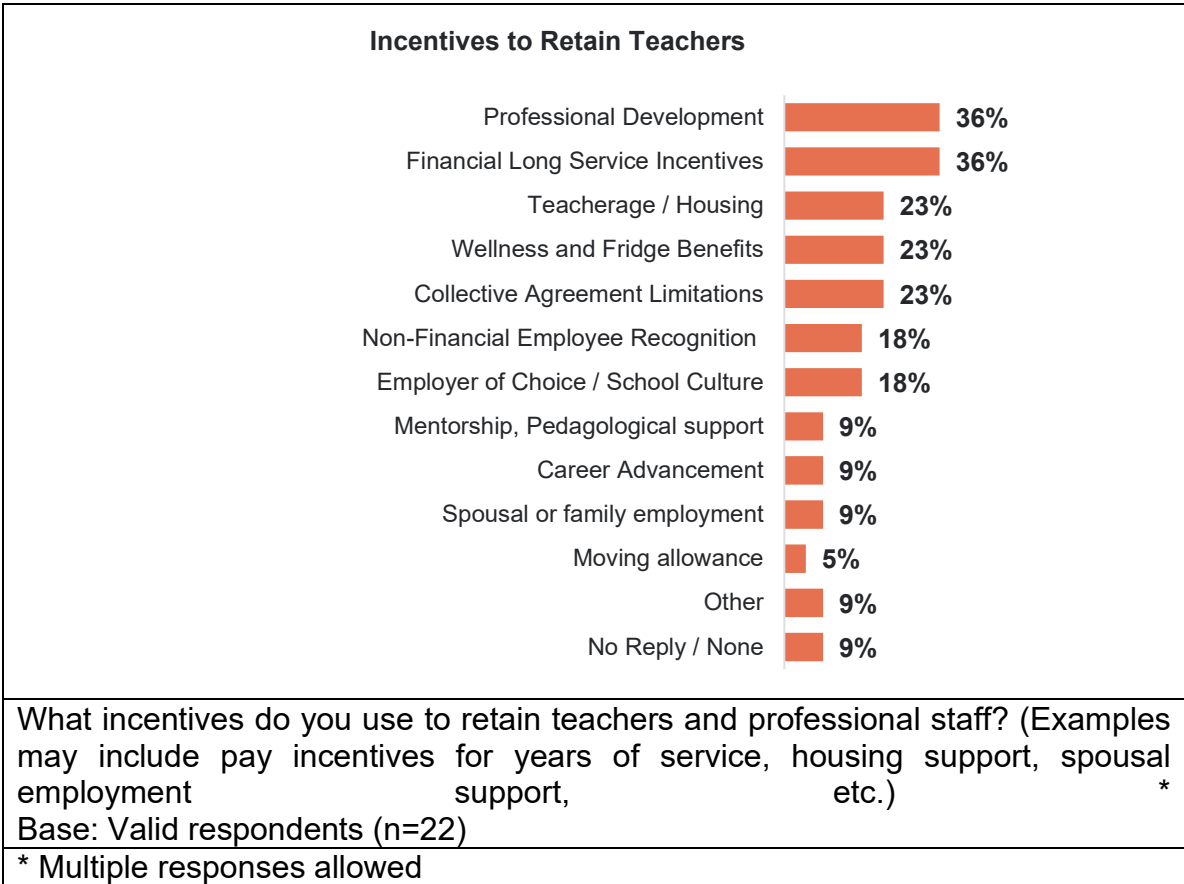 Incentives to Retain Teachers
Professional Development 36%
Financial Long Service Incentives 36%
Teacherage / Housing 23%
Wellness and Fridge Benefits 23%
Collective Agreement Limitations 23%
Non-Financial Employee Recognition 18%
Employer of Choice / School Culture 18%
Mentorship, Pedagological support 9%
Career Advancement 9%
Spousal or family employment 9%
Moving allowance 5%
Other 9%
No Reply / None 9%
What incentives do you use to retain teachers and professional staff? (Examples
may include pay incentives for years of service, housing support, spousal
employment support, etc.) *
Base: Valid respondents (n=22)
* Multiple responses allowed